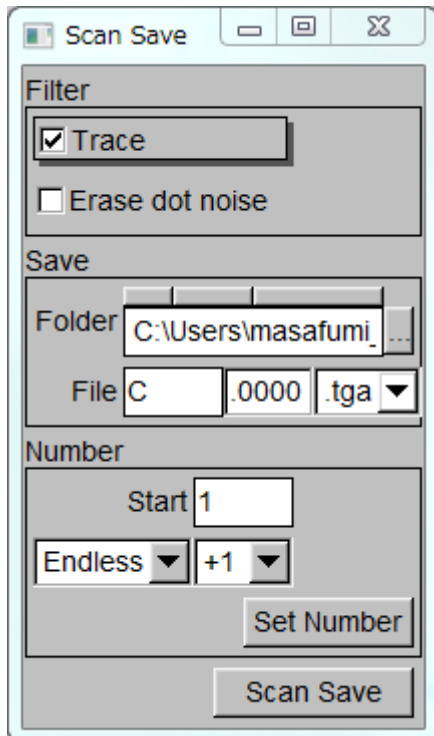 Scan Save
Filter
Trace
Erase dot noise
Save
Folder C:\Users\masafumi_ ...
File C .0000 .tga
Number
Start 1
Endless +1
Set Number
Scan Save